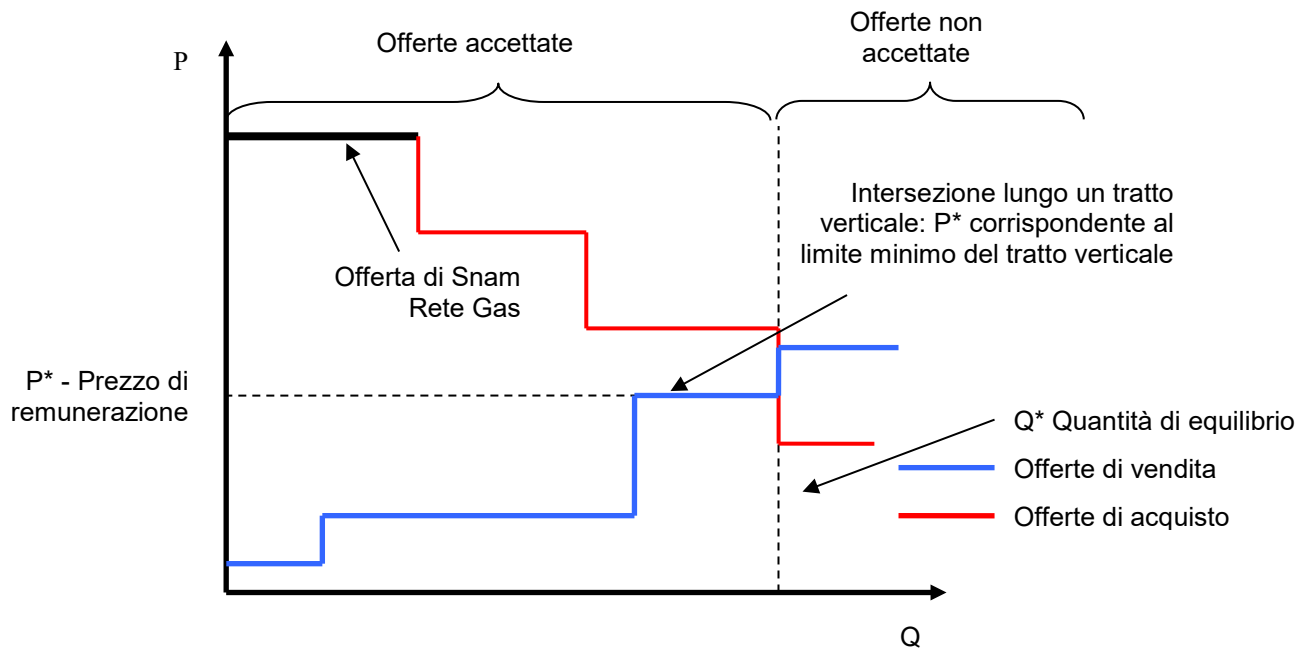 P
Offerte accettate
Offerte non
accettate
Offerta di Snam
Rete Gas
Intersezione lungo un tratto
verticale: P* corrispondente al
limite minimo del tratto verticale
P* - Prezzo di
remunerazione
Q* Quantità di equilibrio
Offerte di vendita
Offerte di acquisto
Q